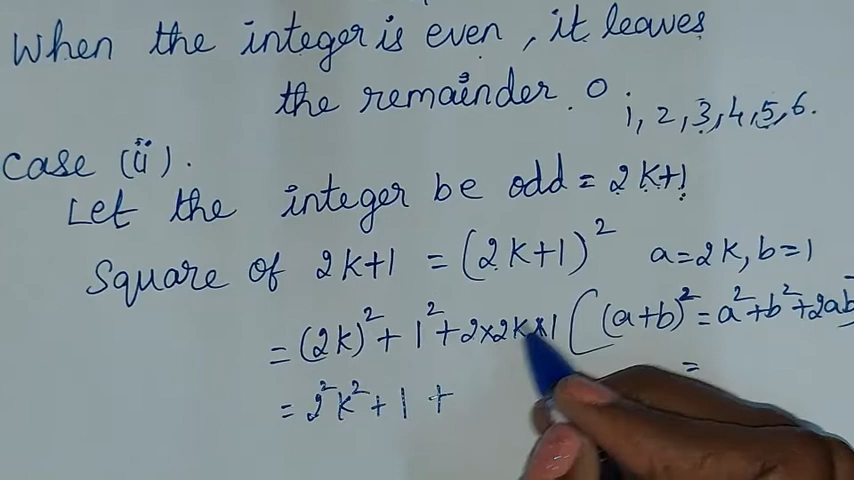 When the integer is even, it leaves
the remainder. 0
1, 2, 3, 4, 5, 6.
Case (ii).
Let the integer be odd = 2K+1
Square of 2K+1 = (2K+1)² a=2K, b=1
= (2K)² + 1² + 2×2K×1 [(a+b)² = a²+b²+2ab
= 2²K² + 1 + =